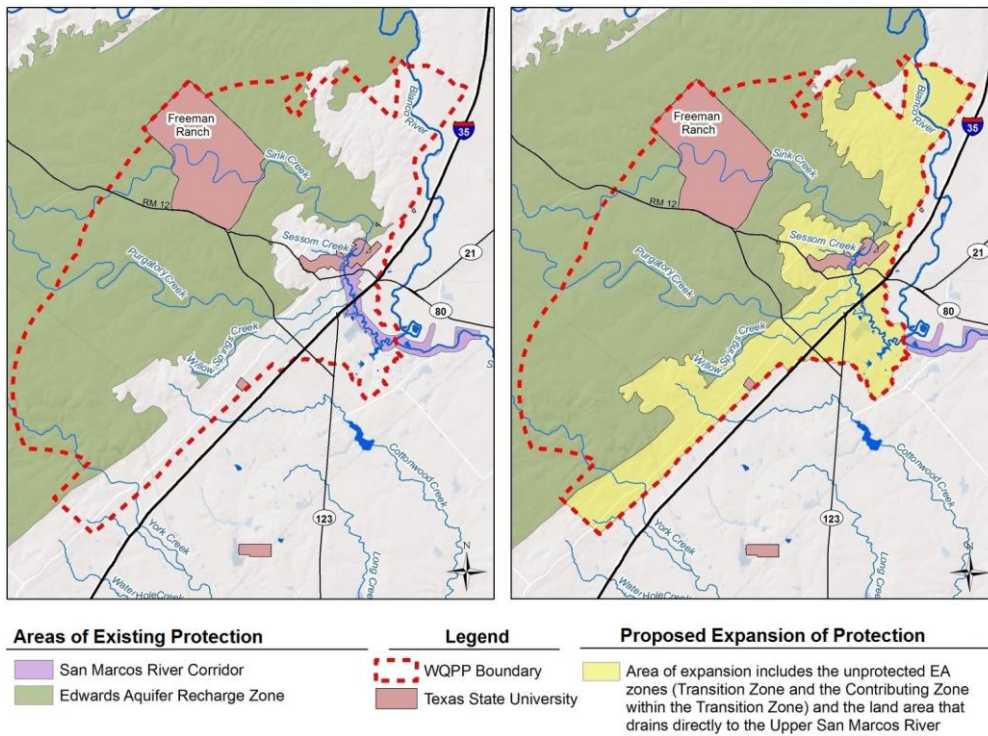 Freeman
Ranch
Blanco River
35
Sink Creek
RM 12
Sessom Creek
21
Purgatory Creek
80
Willow Springs Creek
S
Cottonwood Creek
123
York Creek
Long Cree
Water Hole Creek
N
Freeman
Ranch
Blanco River
35
Sink Creek
RM 12
Sessom Creek
21
Purgatory Creek
80
Willow Springs Creek
S
Cottonwood Creek
123
York Creek
Long Cree
Water Hole Creek
N
Areas of Existing Protection
San Marcos River Corridor
Edwards Aquifer Recharge Zone
Legend
WQPP Boundary
Texas State University
Proposed Expansion of Protection
Area of expansion includes the unprotected EA
zones (Transition Zone and the Contributing Zone
within the Transition Zone) and the land area that
drains directly to the Upper San Marcos River